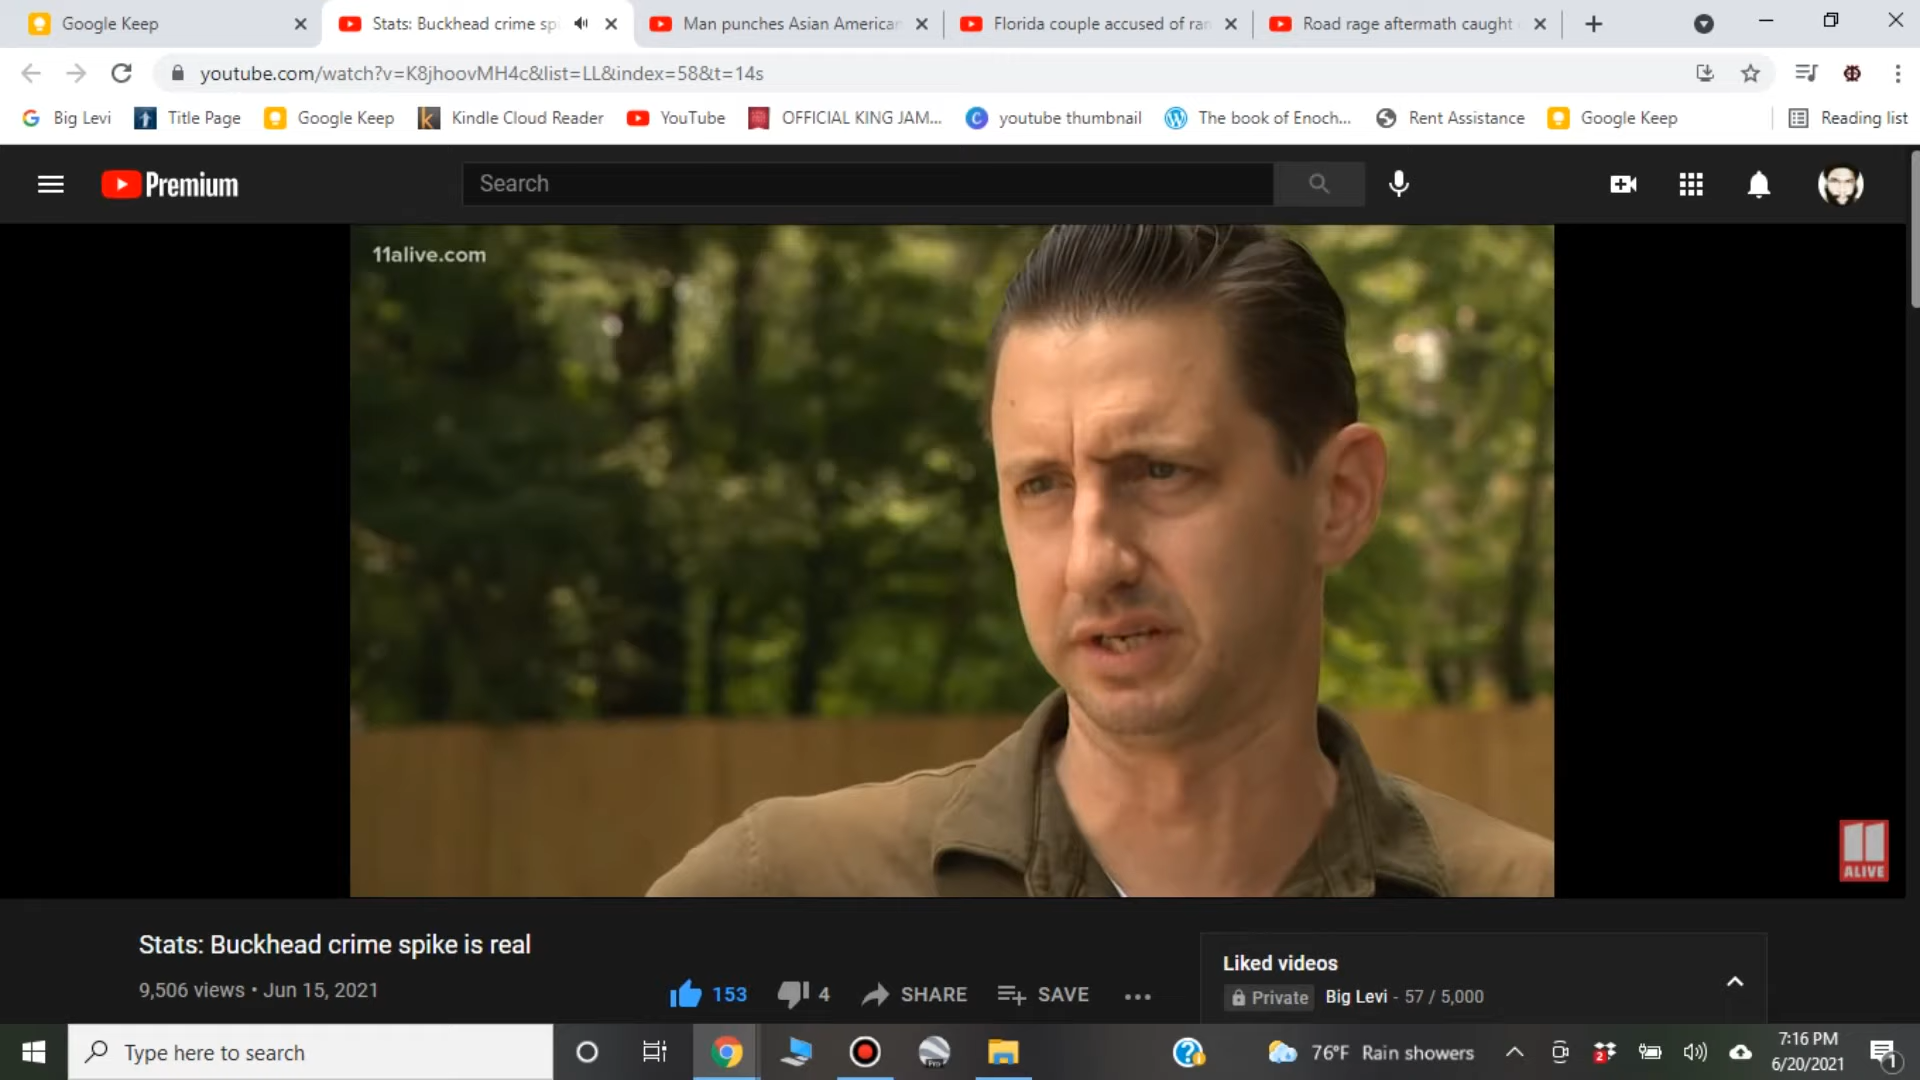 Google Keep
Stats: Buckhead crime sp
Man punches Asian American
Florida couple accused of ran
Road rage aftermath caught
youtube.com/watch?v=K8jhoovMH4c&list=LL&index=58&t=14s
Big Levi
Title Page
Google Keep
Kindle Cloud Reader
YouTube
OFFICIAL KING JAM...
youtube thumbnail
The book of Enoch...
Rent Assistance
Google Keep
Reading list
Premium
Search
11alive.com
11
ALIVE
Stats: Buckhead crime spike is real
9,506 views • Jun 15, 2021
153
4
SHARE
SAVE
Liked videos
Private Big Levi - 57 / 5,000
Type here to search
76°F Rain showers
2
7:16 PM
6/20/2021
1